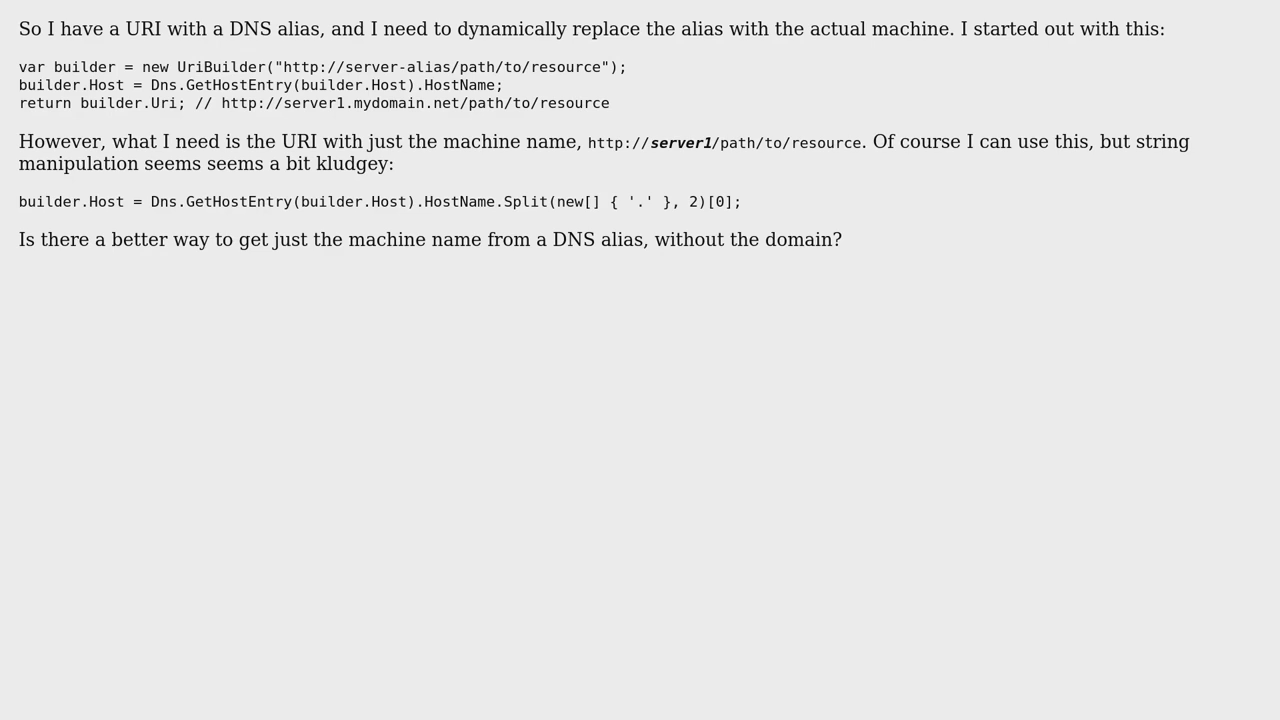 So I have a URI with a DNS alias, and I need to dynamically replace the alias with the actual machine. I started out with this:
var builder = new UriBuilder("http://server-alias/path/to/resource");
builder.Host = Dns.GetHostEntry(builder.Host).HostName;
return builder.Uri; // http://server1.mydomain.net/path/to/resource
However, what I need is the URI with just the machine name, http://server1/path/to/resource. Of course I can use this, but string
manipulation seems seems a bit kludgey:
builder.Host = Dns.GetHostEntry(builder.Host).HostName.Split(new[] { '.' }, 2)[0];
Is there a better way to get just the machine name from a DNS alias, without the domain?